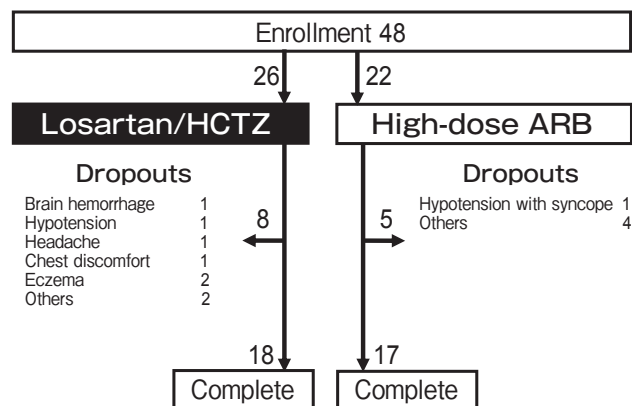 Enrollment 48
26
22
Losartan/HCTZ
High-dose ARB
Dropouts
Brain hemorrhage 1
Hypotension 1
Headache 1
Chest discomfort 1
Eczema 2
Others 2
8
5
Dropouts
Hypotension with syncope 1
Others 4
18
17
Complete
Complete